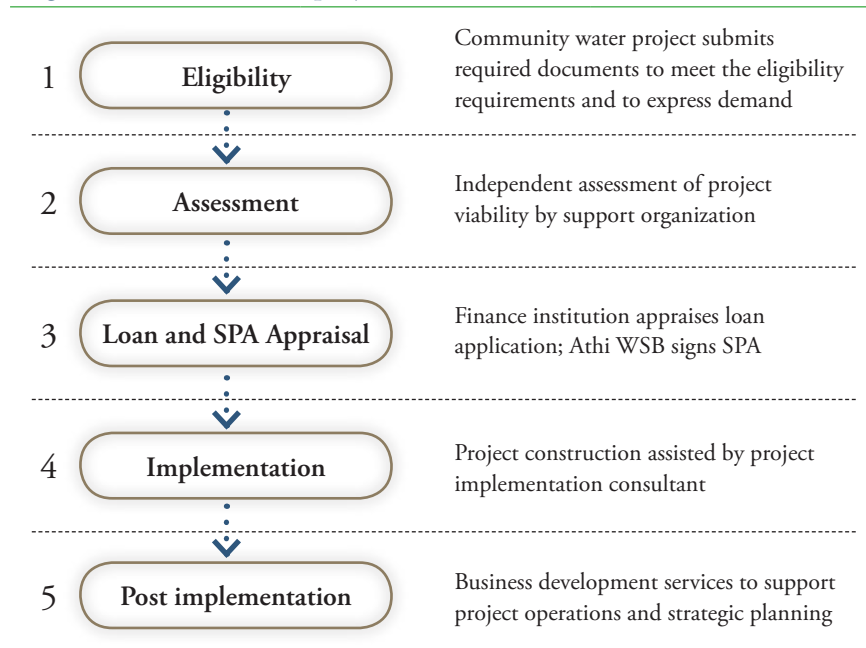 1
Eligibility
Community water project submits
required documents to meet the eligibility
requirements and to express demand
2
Assessment
Independent assessment of project
viability by support organization
3
Loan and SPA Appraisal
Finance institution appraises loan
application; Athi WSB signs SPA
4
Implementation
Project construction assisted by project
implementation consultant
5
Post implementation
Business development services to support
project operations and strategic planning